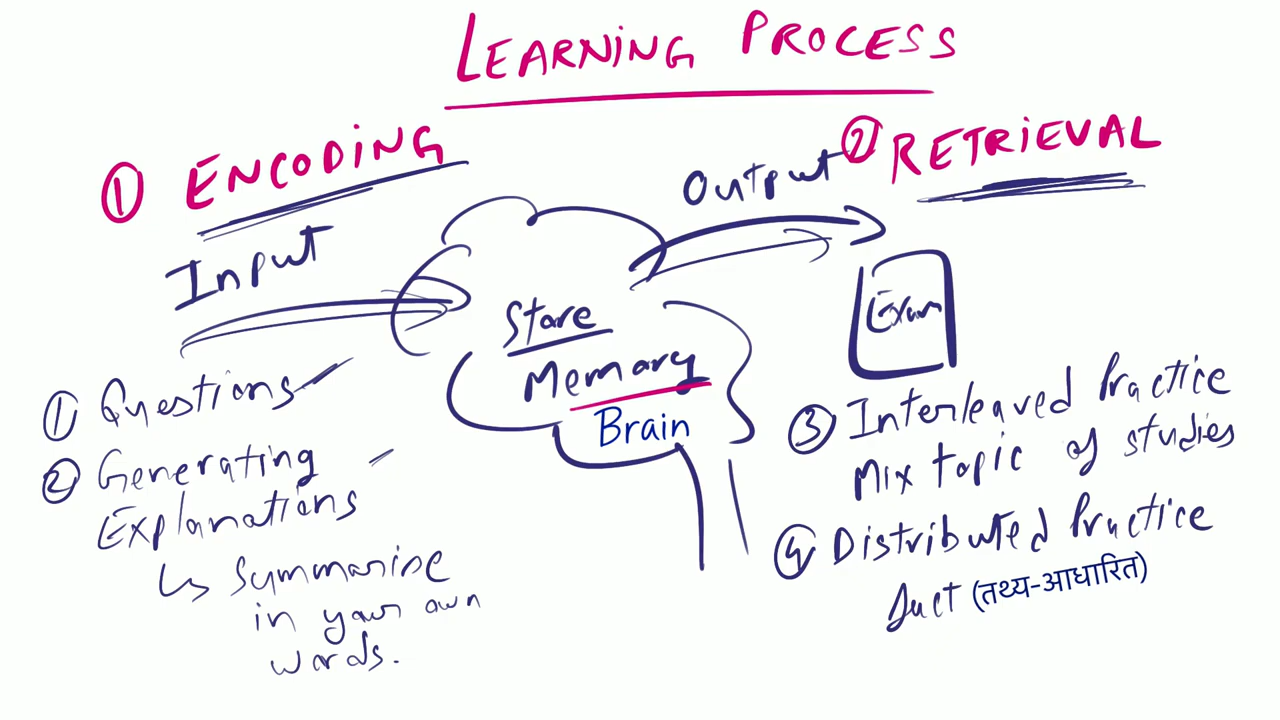 LEARNING PROCESS
① ENCODING
Input
Output
② RETRIEVAL
Store
Memory
Brain
Exam
① Questions
② Generating
Explanations
↳ Summarise
in your own
words.
③ Interleaved Practice
Mix topic of studies
④ Distributed Practice
(तथ्य-आधारित)